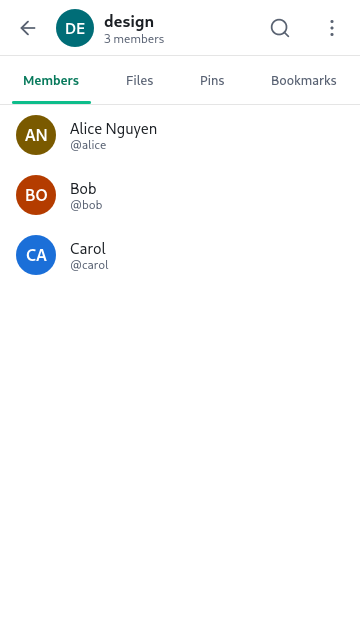 DE
design
3 members
Members
Files
Pins
Bookmarks
AN
Alice Nguyen
@alice
BO
Bob
@bob
CA
Carol
@carol